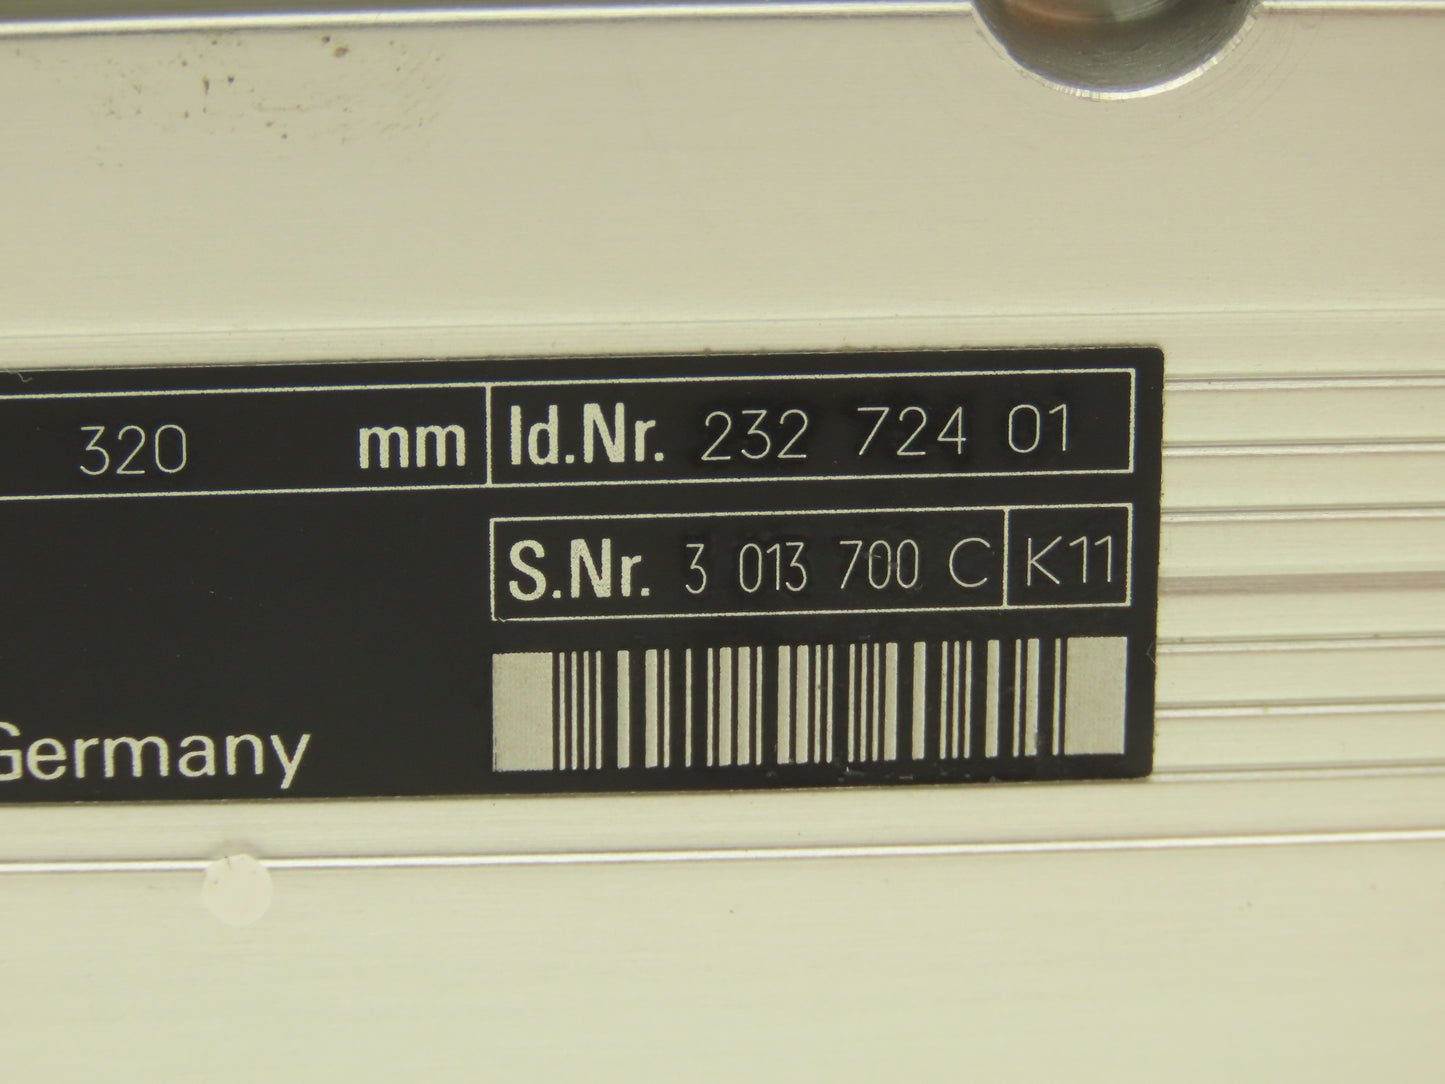 320 mm Id.Nr. 232 724 01
S.Nr. 3 013 700 C K11
Germany